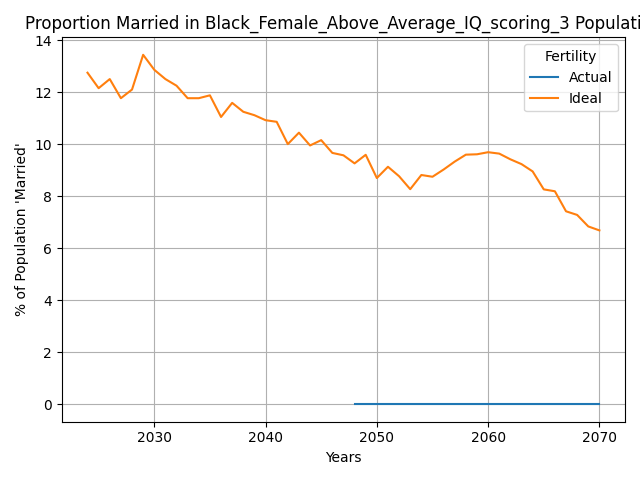 Proportion Married in Black_Female_Above_Average_IQ_scoring_3 Populati
14
12
10
8
6
4
2
0
% of Population 'Married'
Fertility
Actual
Ideal
2030 2040 2050 2060 2070
Years